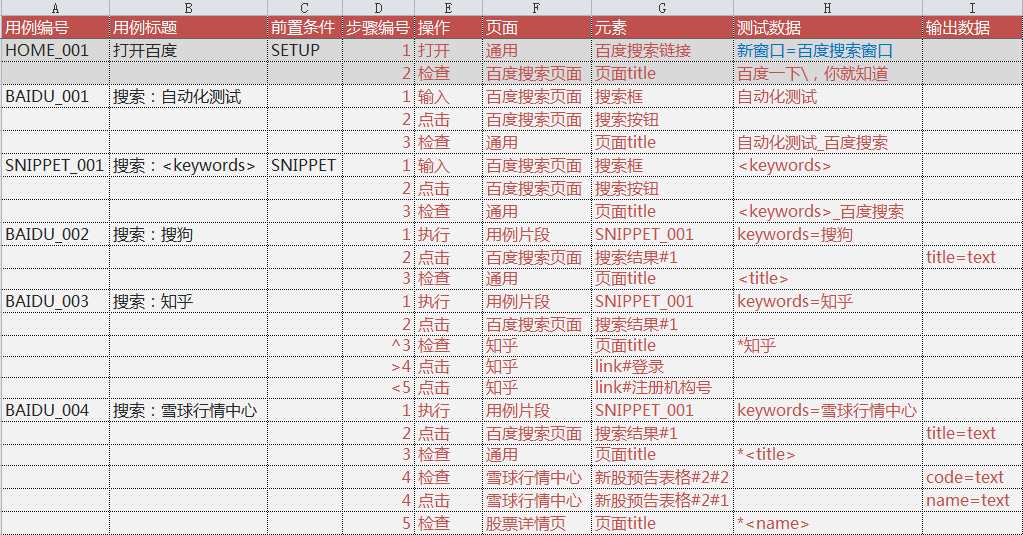 A B C D E F G H I
用例编号 用例标题 前置条件 步骤编号 操作 页面 元素 测试数据 输出数据
HOME_001 打开百度 SETUP 1 打开 通用 百度搜索链接 新窗口=百度搜索窗口
2 检查 百度搜索页面 页面title 百度一下\，你就知道
BAIDU_001 搜索：自动化测试 1 输入 百度搜索页面 搜索框 自动化测试
2 点击 百度搜索页面 搜索按钮
3 检查 通用 页面title 自动化测试_百度搜索
SNIPPET_001 搜索：<keywords> SNIPPET 1 输入 百度搜索页面 搜索框 <keywords>
2 点击 百度搜索页面 搜索按钮
3 检查 通用 页面title <keywords>_百度搜索
BAIDU_002 搜索：搜狗 1 执行 用例片段 SNIPPET_001 keywords=搜狗
2 点击 百度搜索页面 搜索结果#1 title=text
3 检查 通用 页面title <title>
BAIDU_003 搜索：知乎 1 执行 用例片段 SNIPPET_001 keywords=知乎
2 点击 百度搜索页面 搜索结果#1
^3 检查 知乎 页面title *知乎
>4 点击 知乎 link#登录
<5 点击 知乎 link#注册机构号
BAIDU_004 搜索：雪球行情中心 1 执行 用例片段 SNIPPET_001 keywords=雪球行情中心
2 点击 百度搜索页面 搜索结果#1 title=text
3 检查 通用 页面title *<title>
4 检查 雪球行情中心 新股预告表格#2#2 code=text
4 点击 雪球行情中心 新股预告表格#2#1 name=text
5 检查 股票详情页 页面title *<name>